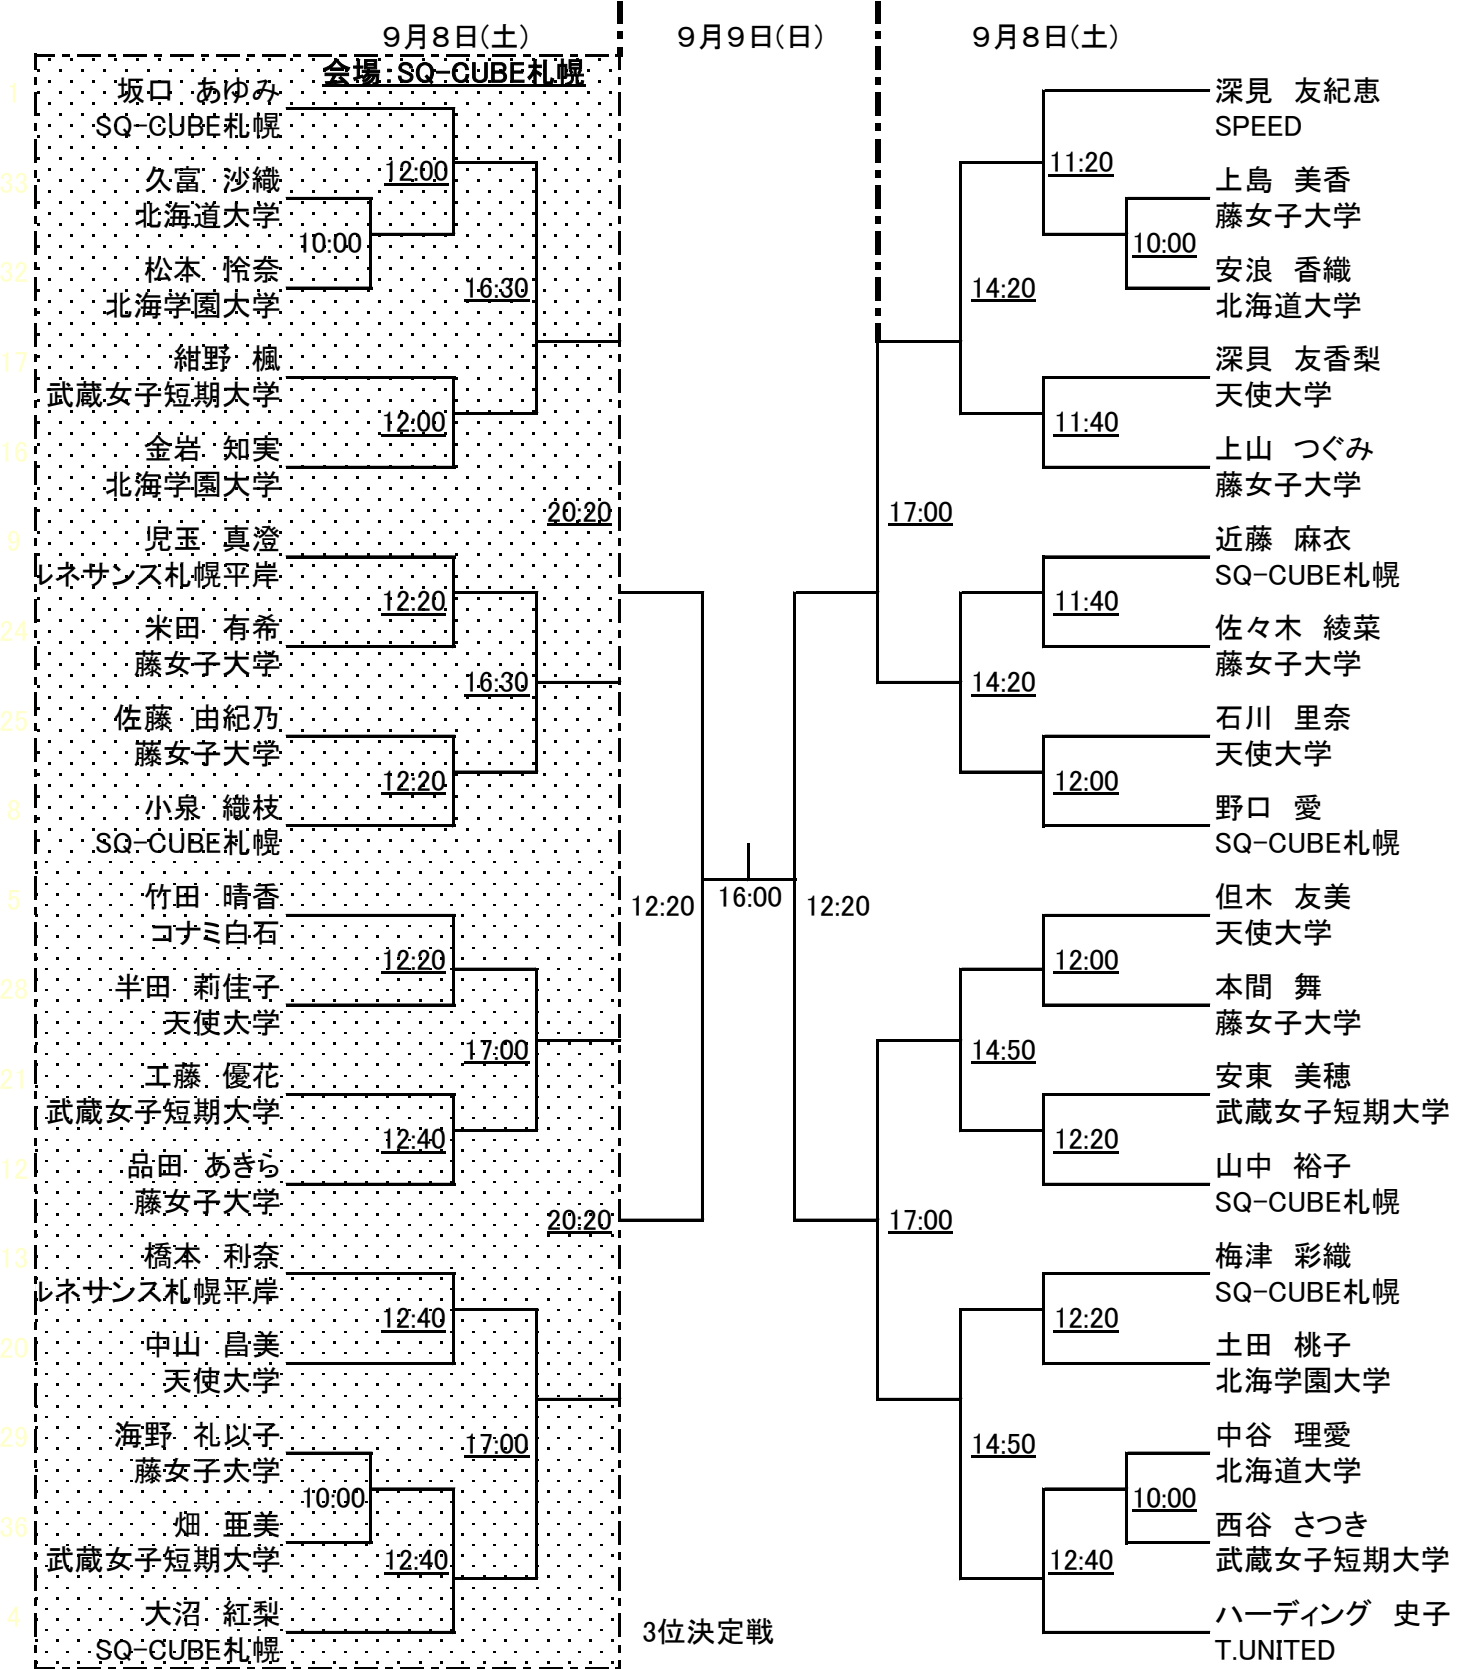 9月8日(土)
9月9日(日)
9月8日(土)
会場：SQ-CUBE札幌
1
坂口 あゆみ
SQ-CUBE札幌
12:00
33
久富 沙織
北海道大学
10:00
32
松本 怜奈
北海学園大学
16:30
17
紺野 楓
武蔵女子短期大学
12:00
16
金岩 知実
北海学園大学
20:20
9
児玉 真澄
ルネサンス札幌平岸
12:20
24
米田 有希
藤女子大学
16:30
25
佐藤 由紀乃
藤女子大学
12:20
8
小泉 織枝
SQ-CUBE札幌
5
竹田 晴香
コナミ白石
12:20
28
半田 莉佳子
天使大学
17:00
21
工藤 優花
武蔵女子短期大学
12:40
12
品田 あきら
藤女子大学
20:20
13
橋本 利奈
ルネサンス札幌平岸
12:40
20
中山 昌美
天使大学
29
海野 礼以子
藤女子大学
17:00
10:00
36
畑 亜美
武蔵女子短期大学
12:40
4
大沼 紅梨
SQ-CUBE札幌
12:20
16:00
12:20
3位決定戦
深見 友紀恵
SPEED
11:20
上島 美香
藤女子大学
10:00
安浪 香織
北海道大学
14:20
深貝 友香梨
天使大学
11:40
上山 つぐみ
藤女子大学
17:00
近藤 麻衣
SQ-CUBE札幌
11:40
佐々木 綾菜
藤女子大学
14:20
石川 里奈
天使大学
12:00
野口 愛
SQ-CUBE札幌
但木 友美
天使大学
12:00
本間 舞
藤女子大学
14:50
安東 美穂
武蔵女子短期大学
12:20
山中 裕子
SQ-CUBE札幌
17:00
梅津 彩織
SQ-CUBE札幌
12:20
土田 桃子
北海学園大学
14:50
中谷 理愛
北海道大学
10:00
西谷 さつき
武蔵女子短期大学
12:40
ハーディング 史子
T.UNITED